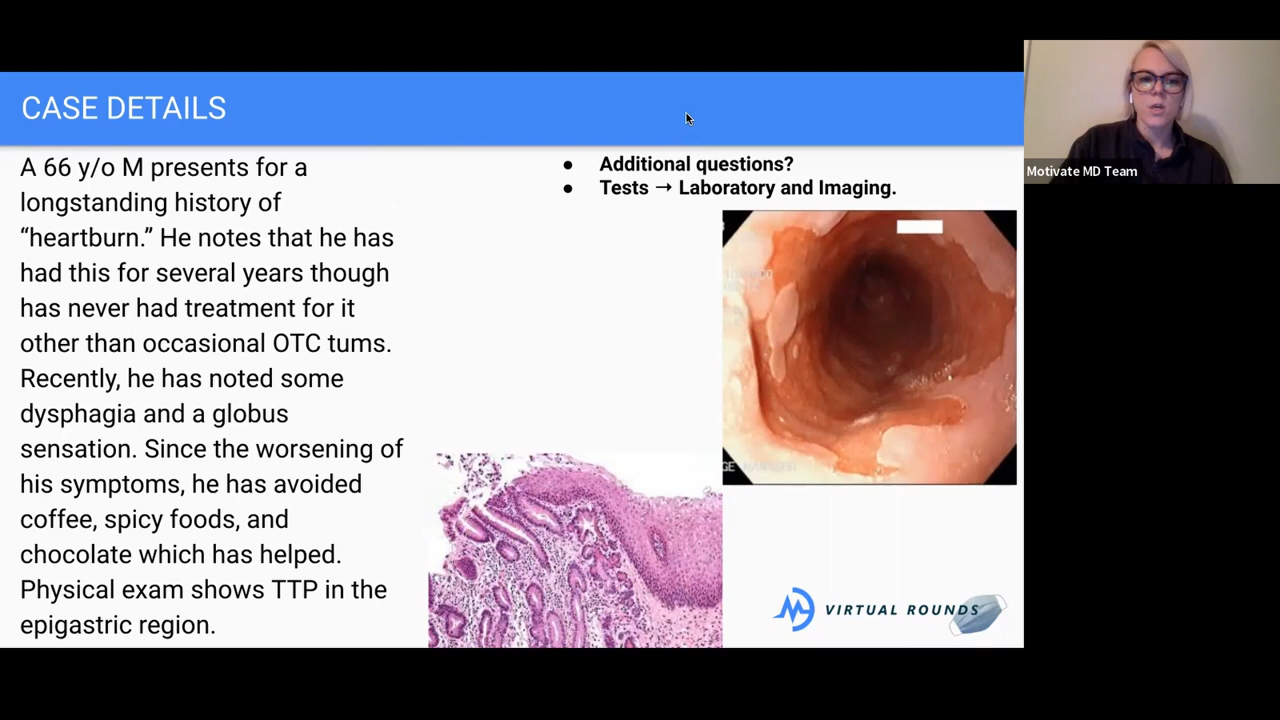 CASE DETAILS
A 66 y/o M presents for a
longstanding history of
“heartburn.” He notes that he has
had this for several years though
has never had treatment for it
other than occasional OTC tums.
Recently, he has noted some
dysphagia and a globus
sensation. Since the worsening of
his symptoms, he has avoided
coffee, spicy foods, and
chocolate which has helped.
Physical exam shows TTP in the
epigastric region.
● Additional questions?
● Tests → Laboratory and Imaging.
VIRTUAL ROUNDS
Motivate MD Team